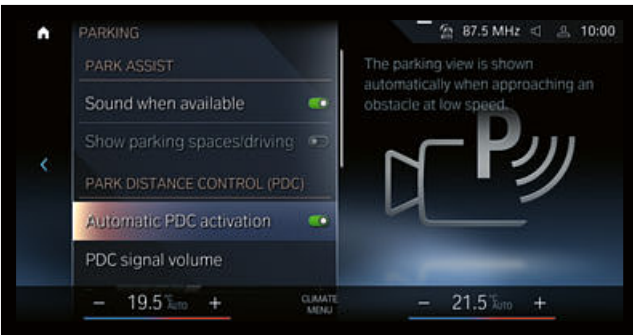 PARKING
87.5 MHz
10:00
PARK ASSIST
Sound when available
Show parking spaces/driving
PARK DISTANCE CONTROL (PDC)
Automatic PDC activation
PDC signal volume
The parking view is shown
automatically when approaching an
obstacle at low speed.
P
- 19.5 °C AUTO +
CLIMATE
MENU
- 21.5 °C AUTO +